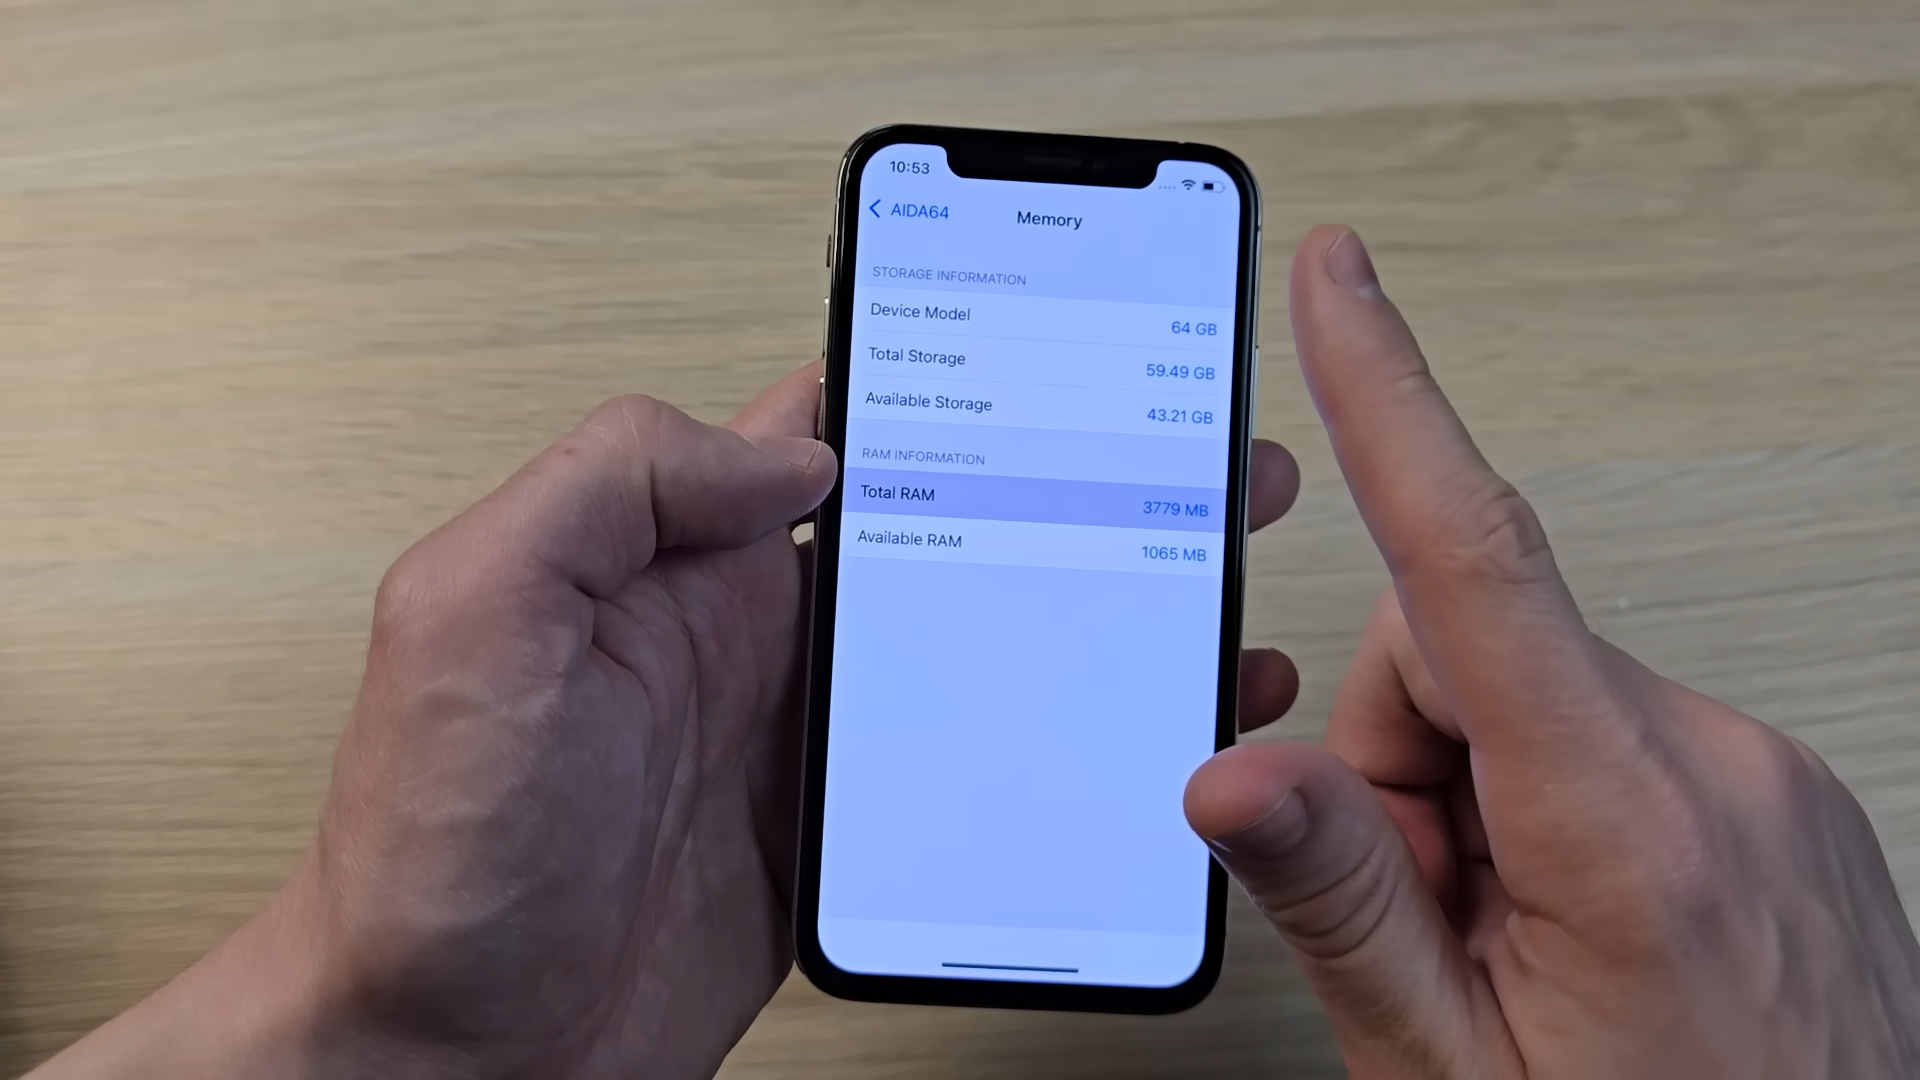 10:53
AIDA64
Memory
STORAGE INFORMATION
Device Model 64 GB
Total Storage 59.49 GB
Available Storage 43.21 GB
RAM INFORMATION
Total RAM 3779 MB
Available RAM 1065 MB